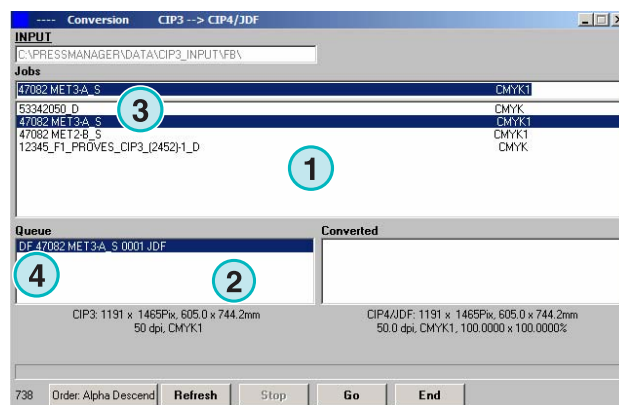 ---- Conversion CIP3 --> CIP4/JDF
INPUT
C:\PRESSMANAGER\DATA\CIP3_INPUT\FB\
Jobs
47082 MET3-A_S CMYK1
53342050_D CMYK
3
47082 MET3-A_S CMYK1
47082 MET2-B_S CMYK1
12345_F1_PROVES_CIP3_(2452)-1_D CMYK
1
Queue Converted
DF 47082 MET3-A_S 0001 JDF
4 2
CIP3: 1191 x 1465Pix, 605.0 x 744.2mm CIP4/JDF: 1191 x 1465Pix, 605.0 x 744.2mm
50 dpi, CMYK1 50.0 dpi, CMYK1, 100.0000 x 100.0000%
738 Order: Alpha Descend Refresh Stop Go End